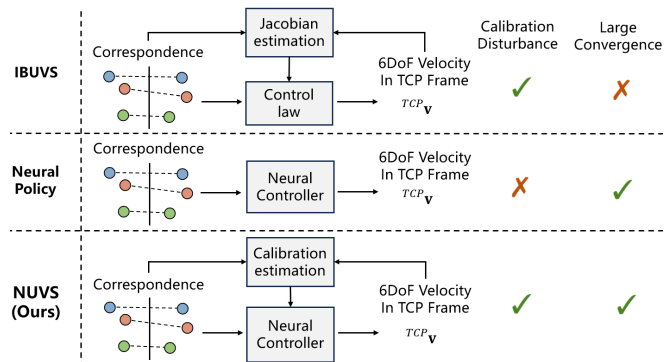 Calibration
Disturbance
Large
Convergence
IBUVS
Correspondence
Jacobian
estimation
Control
law
6DoF Velocity
In TCP Frame
TCP v
✓
✗
Neural
Policy
Correspondence
Neural
Controller
6DoF Velocity
In TCP Frame
TCP v
✗
✓
NUVS
(Ours)
Correspondence
Calibration
estimation
Neural
Controller
6DoF Velocity
In TCP Frame
TCP v
✓
✓